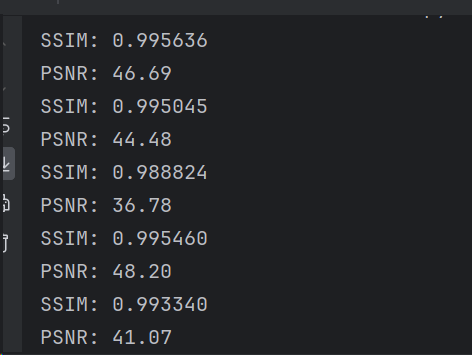 SSIM: 0.995636
PSNR: 46.69
SSIM: 0.995045
PSNR: 44.48
SSIM: 0.988824
PSNR: 36.78
SSIM: 0.995460
PSNR: 48.20
SSIM: 0.993340
PSNR: 41.07